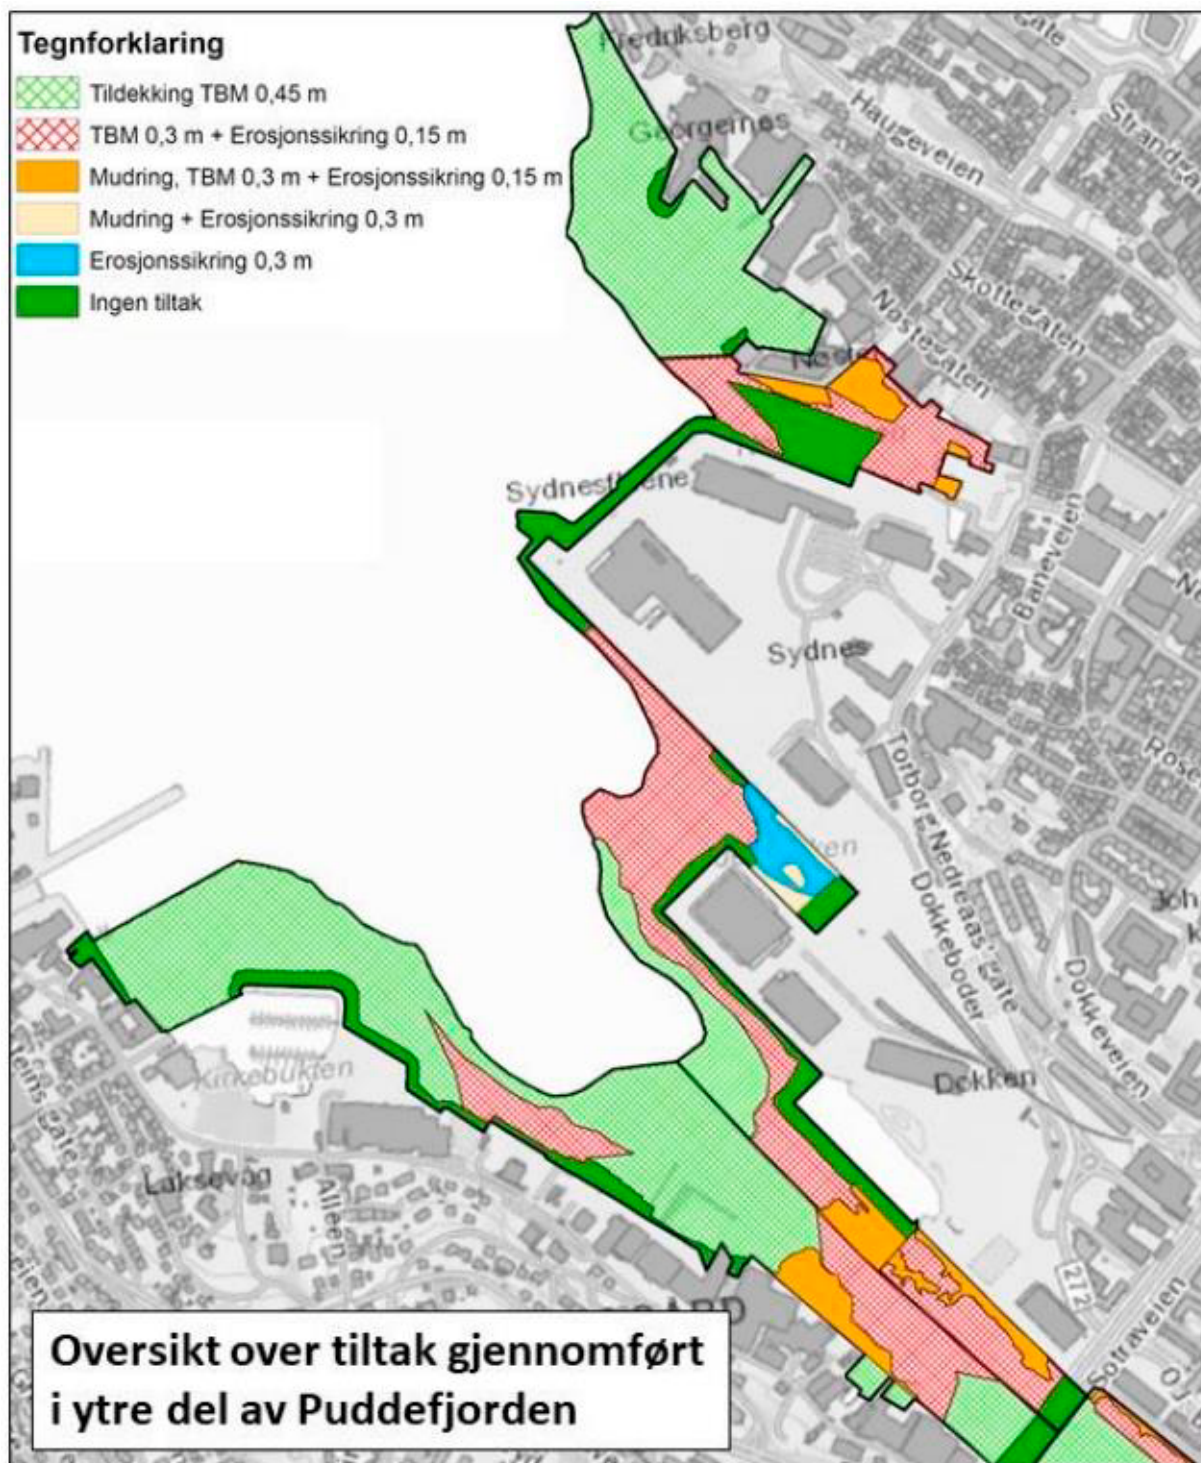 Tegnforklaring
Tildekking TBM 0,45 m
TBM 0,3 m + Erosjonssikring 0,15 m
Mudring, TBM 0,3 m + Erosjonssikring 0,15 m
Mudring + Erosjonssikring 0,3 m
Erosjonssikring 0,3 m
Ingen tiltak
Fredriksberg
Georgernes
Haugeveien
Skottegaten
Nøstegaten
Baneveien
Sydnes
Torborg Nedreaas' gate
Dokkeboder
Dokkeveien
Dokken
Kirkebukten
Laksevåg
Alleen
272
Sotraveien
Oversikt over tiltak gjennomført
i ytre del av Puddefjorden